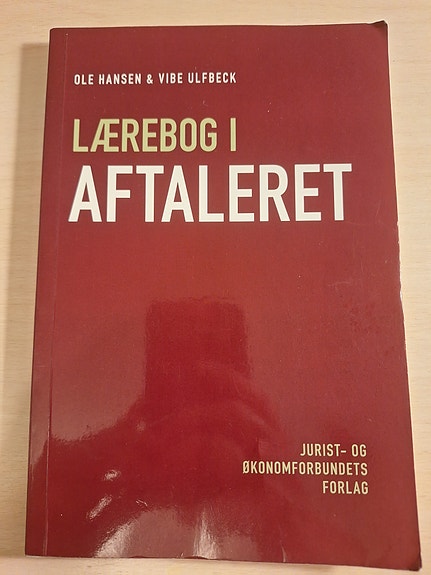 OLE HANSEN & VIBE ULFBECK
LÆREBOG I
AFTALERET
JURIST- OG
ØKONOMFORBUNDETS
FORLAG